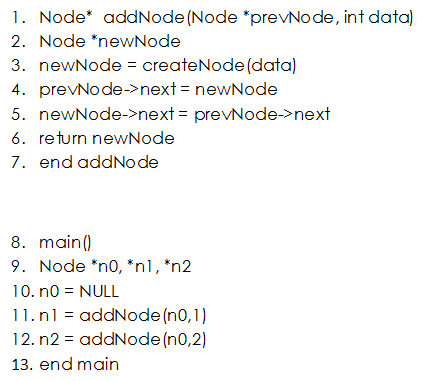 1. Node* addNode(Node *prevNode, int data)
2. Node *newNode
3. newNode = createNode(data)
4. prevNode->next = newNode
5. newNode->next = prevNode->next
6. return newNode
7. end addNode
8. main()
9. Node *n0, *n1, *n2
10. n0 = NULL
11. n1 = addNode(n0,1)
12. n2 = addNode(n0,2)
13. end main